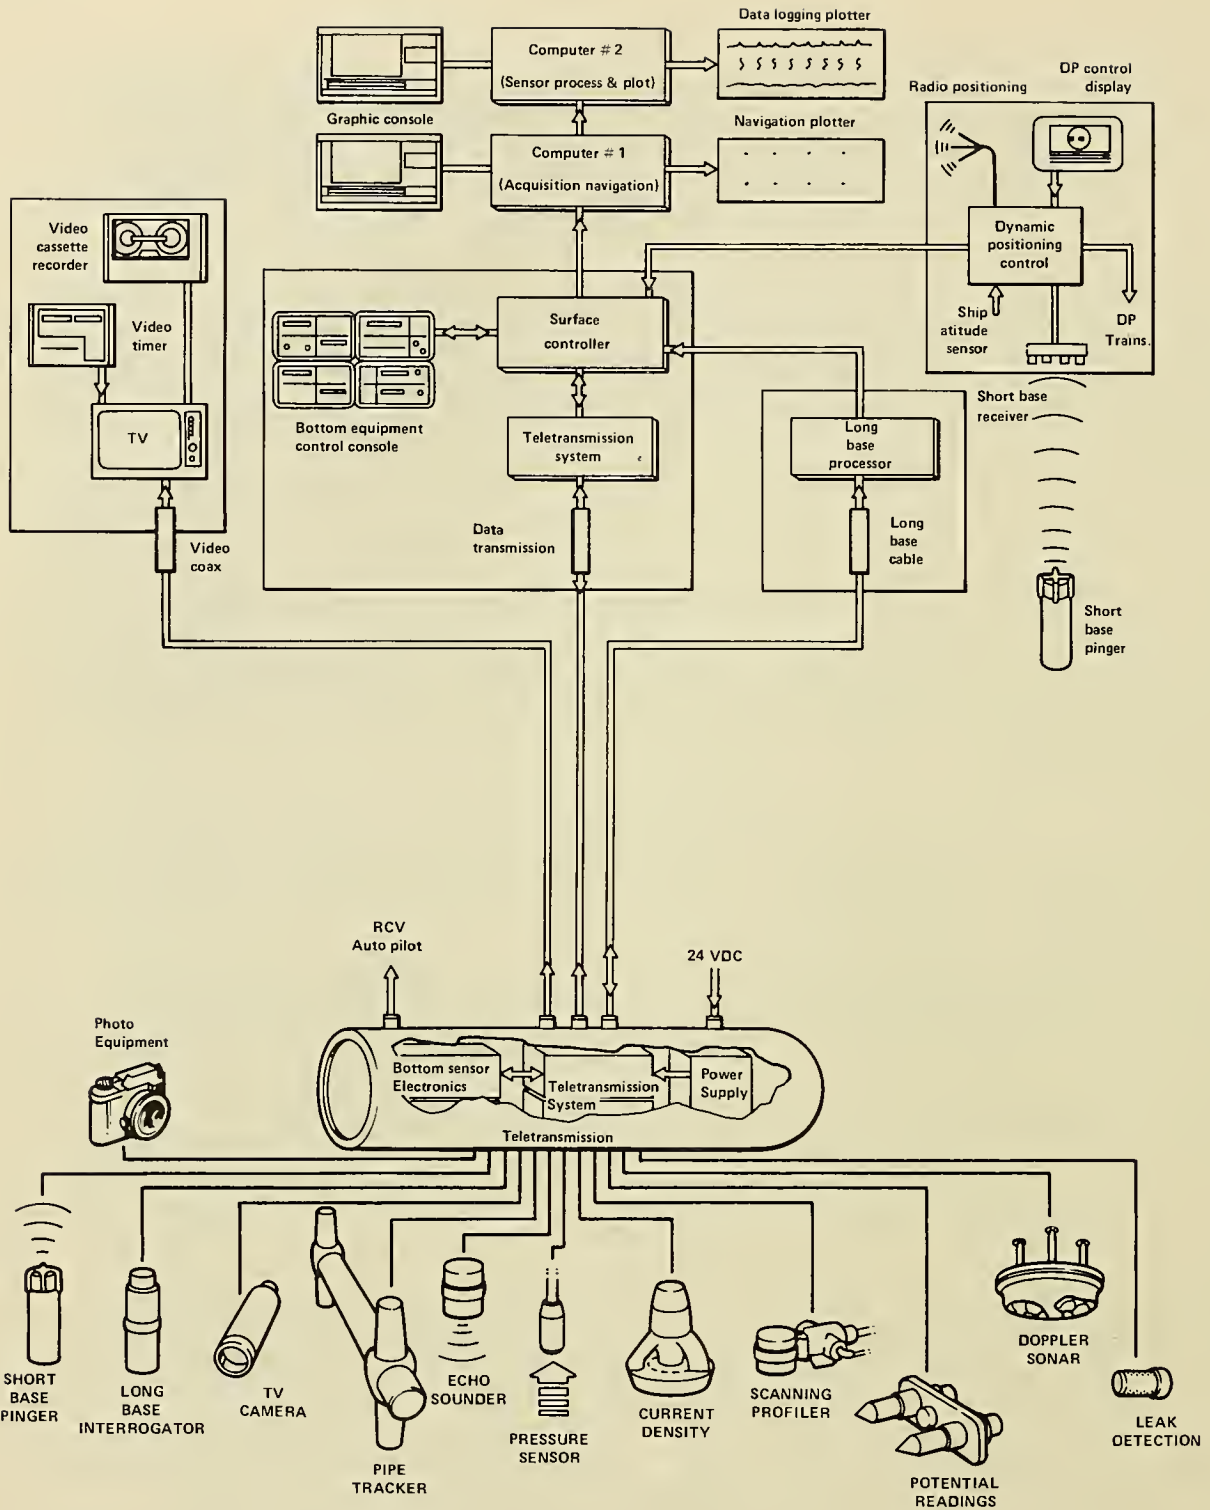 Data logging plotter
Computer #2
(Sensor process & plot)
DP control
display
Radio positioning
Graphic console
Navigation plotter
Computer #1
(Acquisition navigation)
Video
cassette
recorder
Dynamic
positioning
control
Video
timer
Surface
controller
Ship
atitude
sensor
DP
Trains.
TV
Bottom equipment
control console
Teletransmission
system
Short base
receiver
Long
base
processor
Data
transmission
Long
base
cable
Video
coax
Short
base
pinger
RCV
Auto pilot
24 VDC
Photo
Equipment
Bottom sensor
Electronics
Teletransmission
System
Power
Supply
Teletransmission
SHORT
BASE
PINGER
LONG
BASE
INTERROGATOR
TV
CAMERA
PIPE
TRACKER
ECHO
SOUNDER
PRESSURE
SENSOR
CURRENT
DENSITY
SCANNING
PROFILER
POTENTIAL
READINGS
DOPPLER
SONAR
LEAK
DETECTION